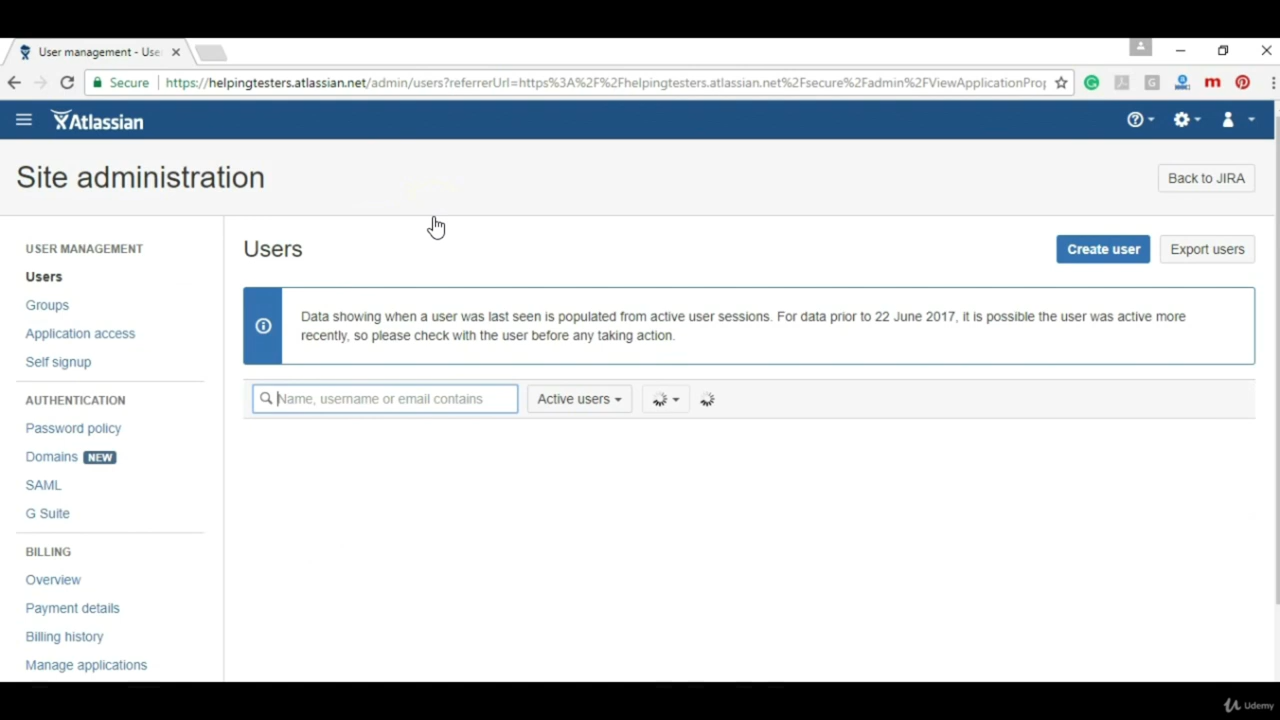 User management - Use
Secure
https://helpingtesters.atlassian.net/admin/users?referrerUrl=https%3A%2F%2Fhelpingtesters.atlassian.net%2Fsecure%2Fadmin%2FViewApplicationProp
Atlassian
Site administration
Back to JIRA
USER MANAGEMENT
Users
Groups
Application access
Self signup
AUTHENTICATION
Password policy
Domains NEW
SAML
G Suite
BILLING
Overview
Payment details
Billing history
Manage applications
Users
Create user
Export users
Data showing when a user was last seen is populated from active user sessions. For data prior to 22 June 2017, it is possible the user was active more
recently, so please check with the user before any taking action.
Name, username or email contains
Active users
Udemy